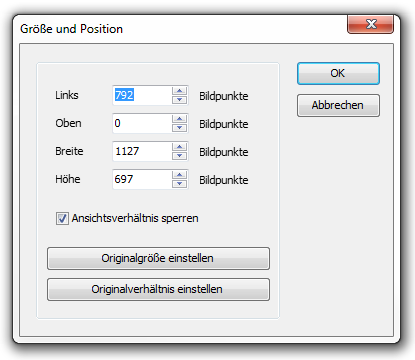 Größe und Position
Links 792 Bildpunkte
OK
Oben 0 Bildpunkte
Abbrechen
Breite 1127 Bildpunkte
Höhe 697 Bildpunkte
Ansichtsverhältnis sperren
Originalgröße einstellen
Originalverhältnis einstellen